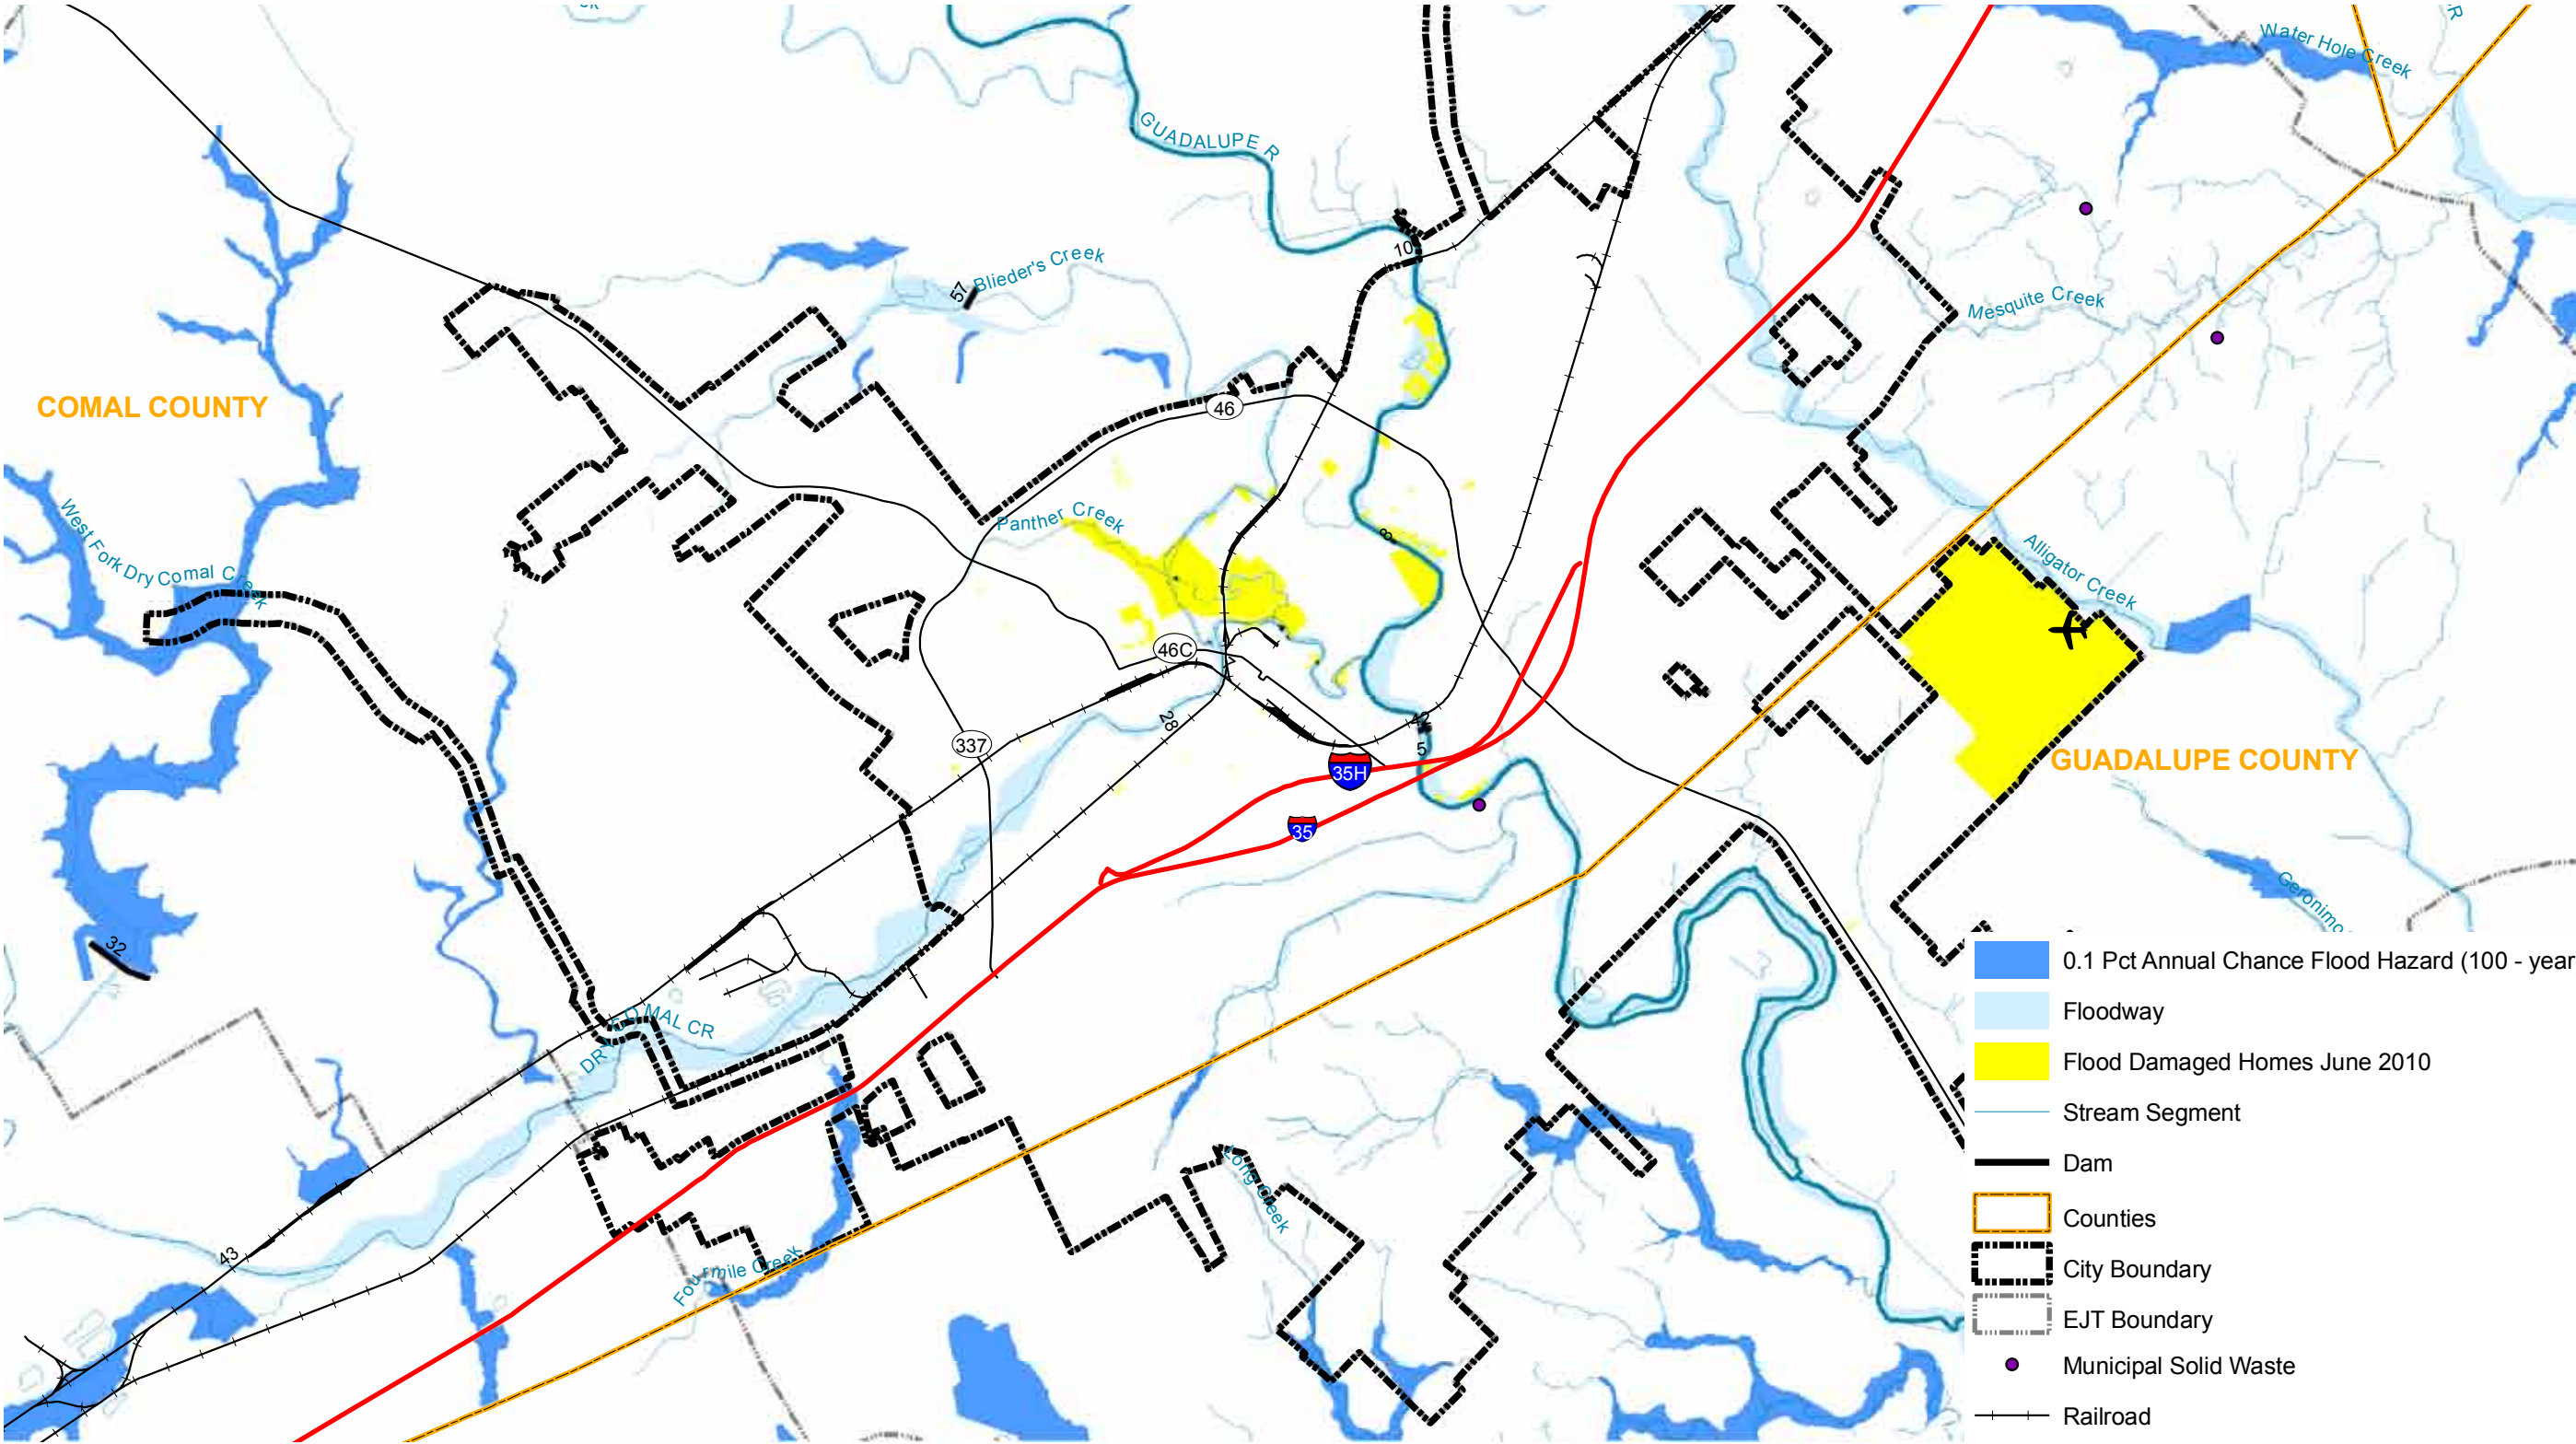 Water Hole Creek
GUADALUPE R
10
Blieder's Creek
57
Mesquite Creek
COMAL COUNTY
46
Panther Creek
West Fork Dry Comal Creek
8
Alligator Creek
46C
28
42
5
337
35H
35
GUADALUPE COUNTY
Geronimo
32
DRY COMAL CR
Long Creek
43
Fourmile Creek
0.1 Pct Annual Chance Flood Hazard (100 - year
Floodway
Flood Damaged Homes June 2010
Stream Segment
Dam
Counties
City Boundary
EJT Boundary
Municipal Solid Waste
Railroad